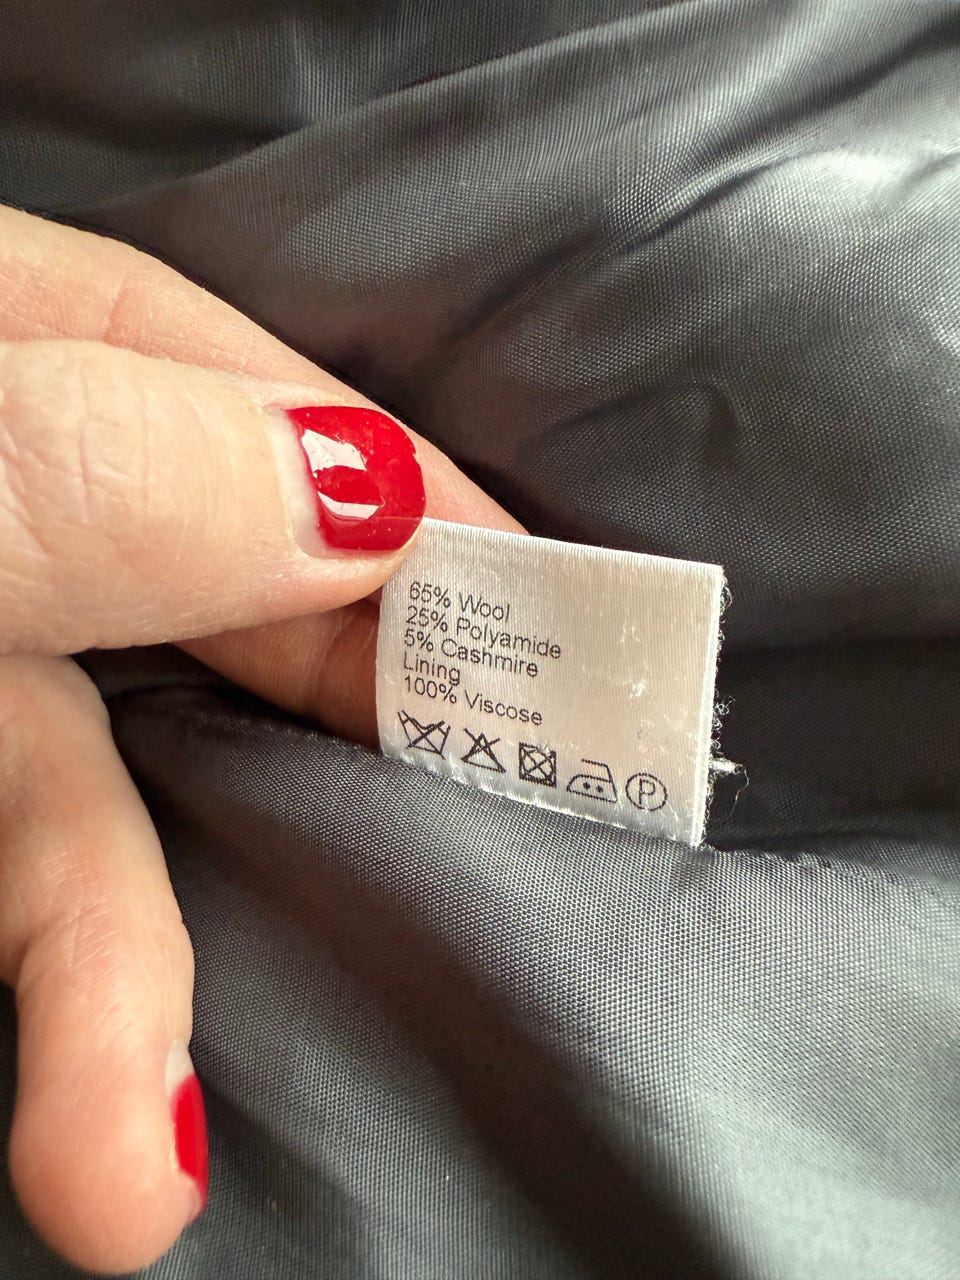 65% Wool
25% Polyamide
5% Cashmire
Lining
100% Viscose
P